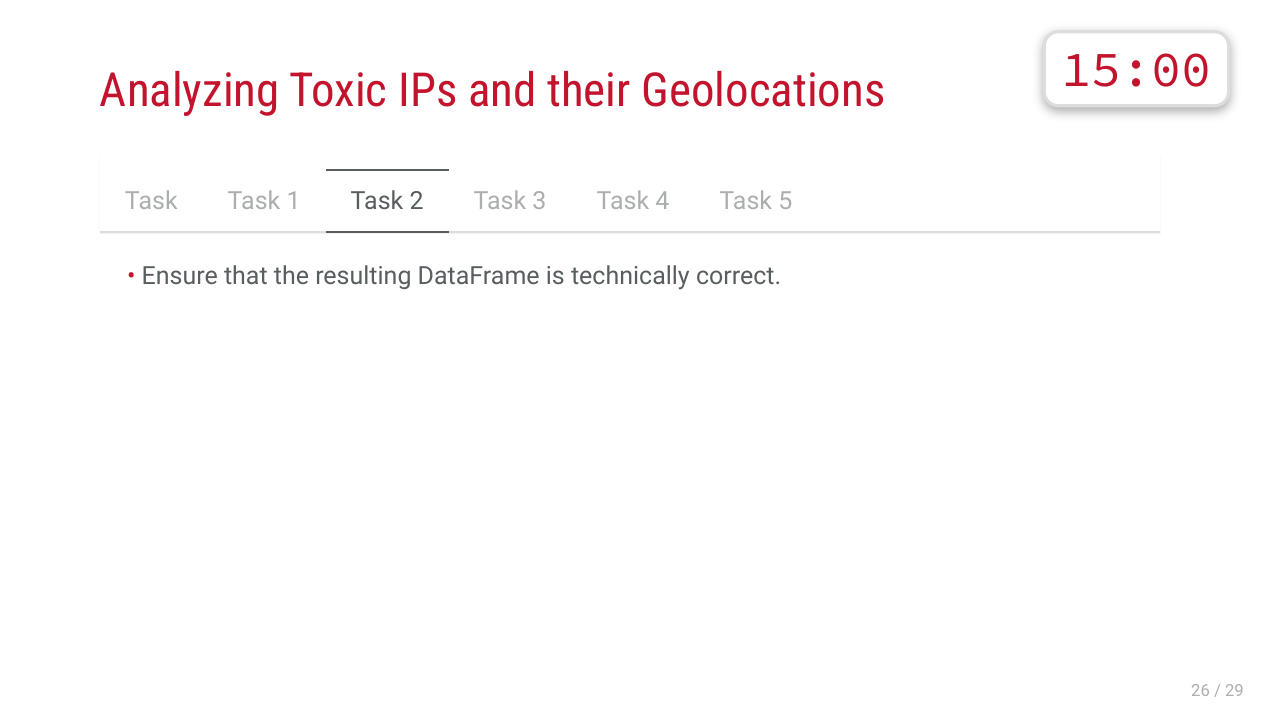 Analyzing Toxic IPs and their Geolocations
15:00
Task Task 1 Task 2 Task 3 Task 4 Task 5
• Ensure that the resulting DataFrame is technically correct.
26 / 29